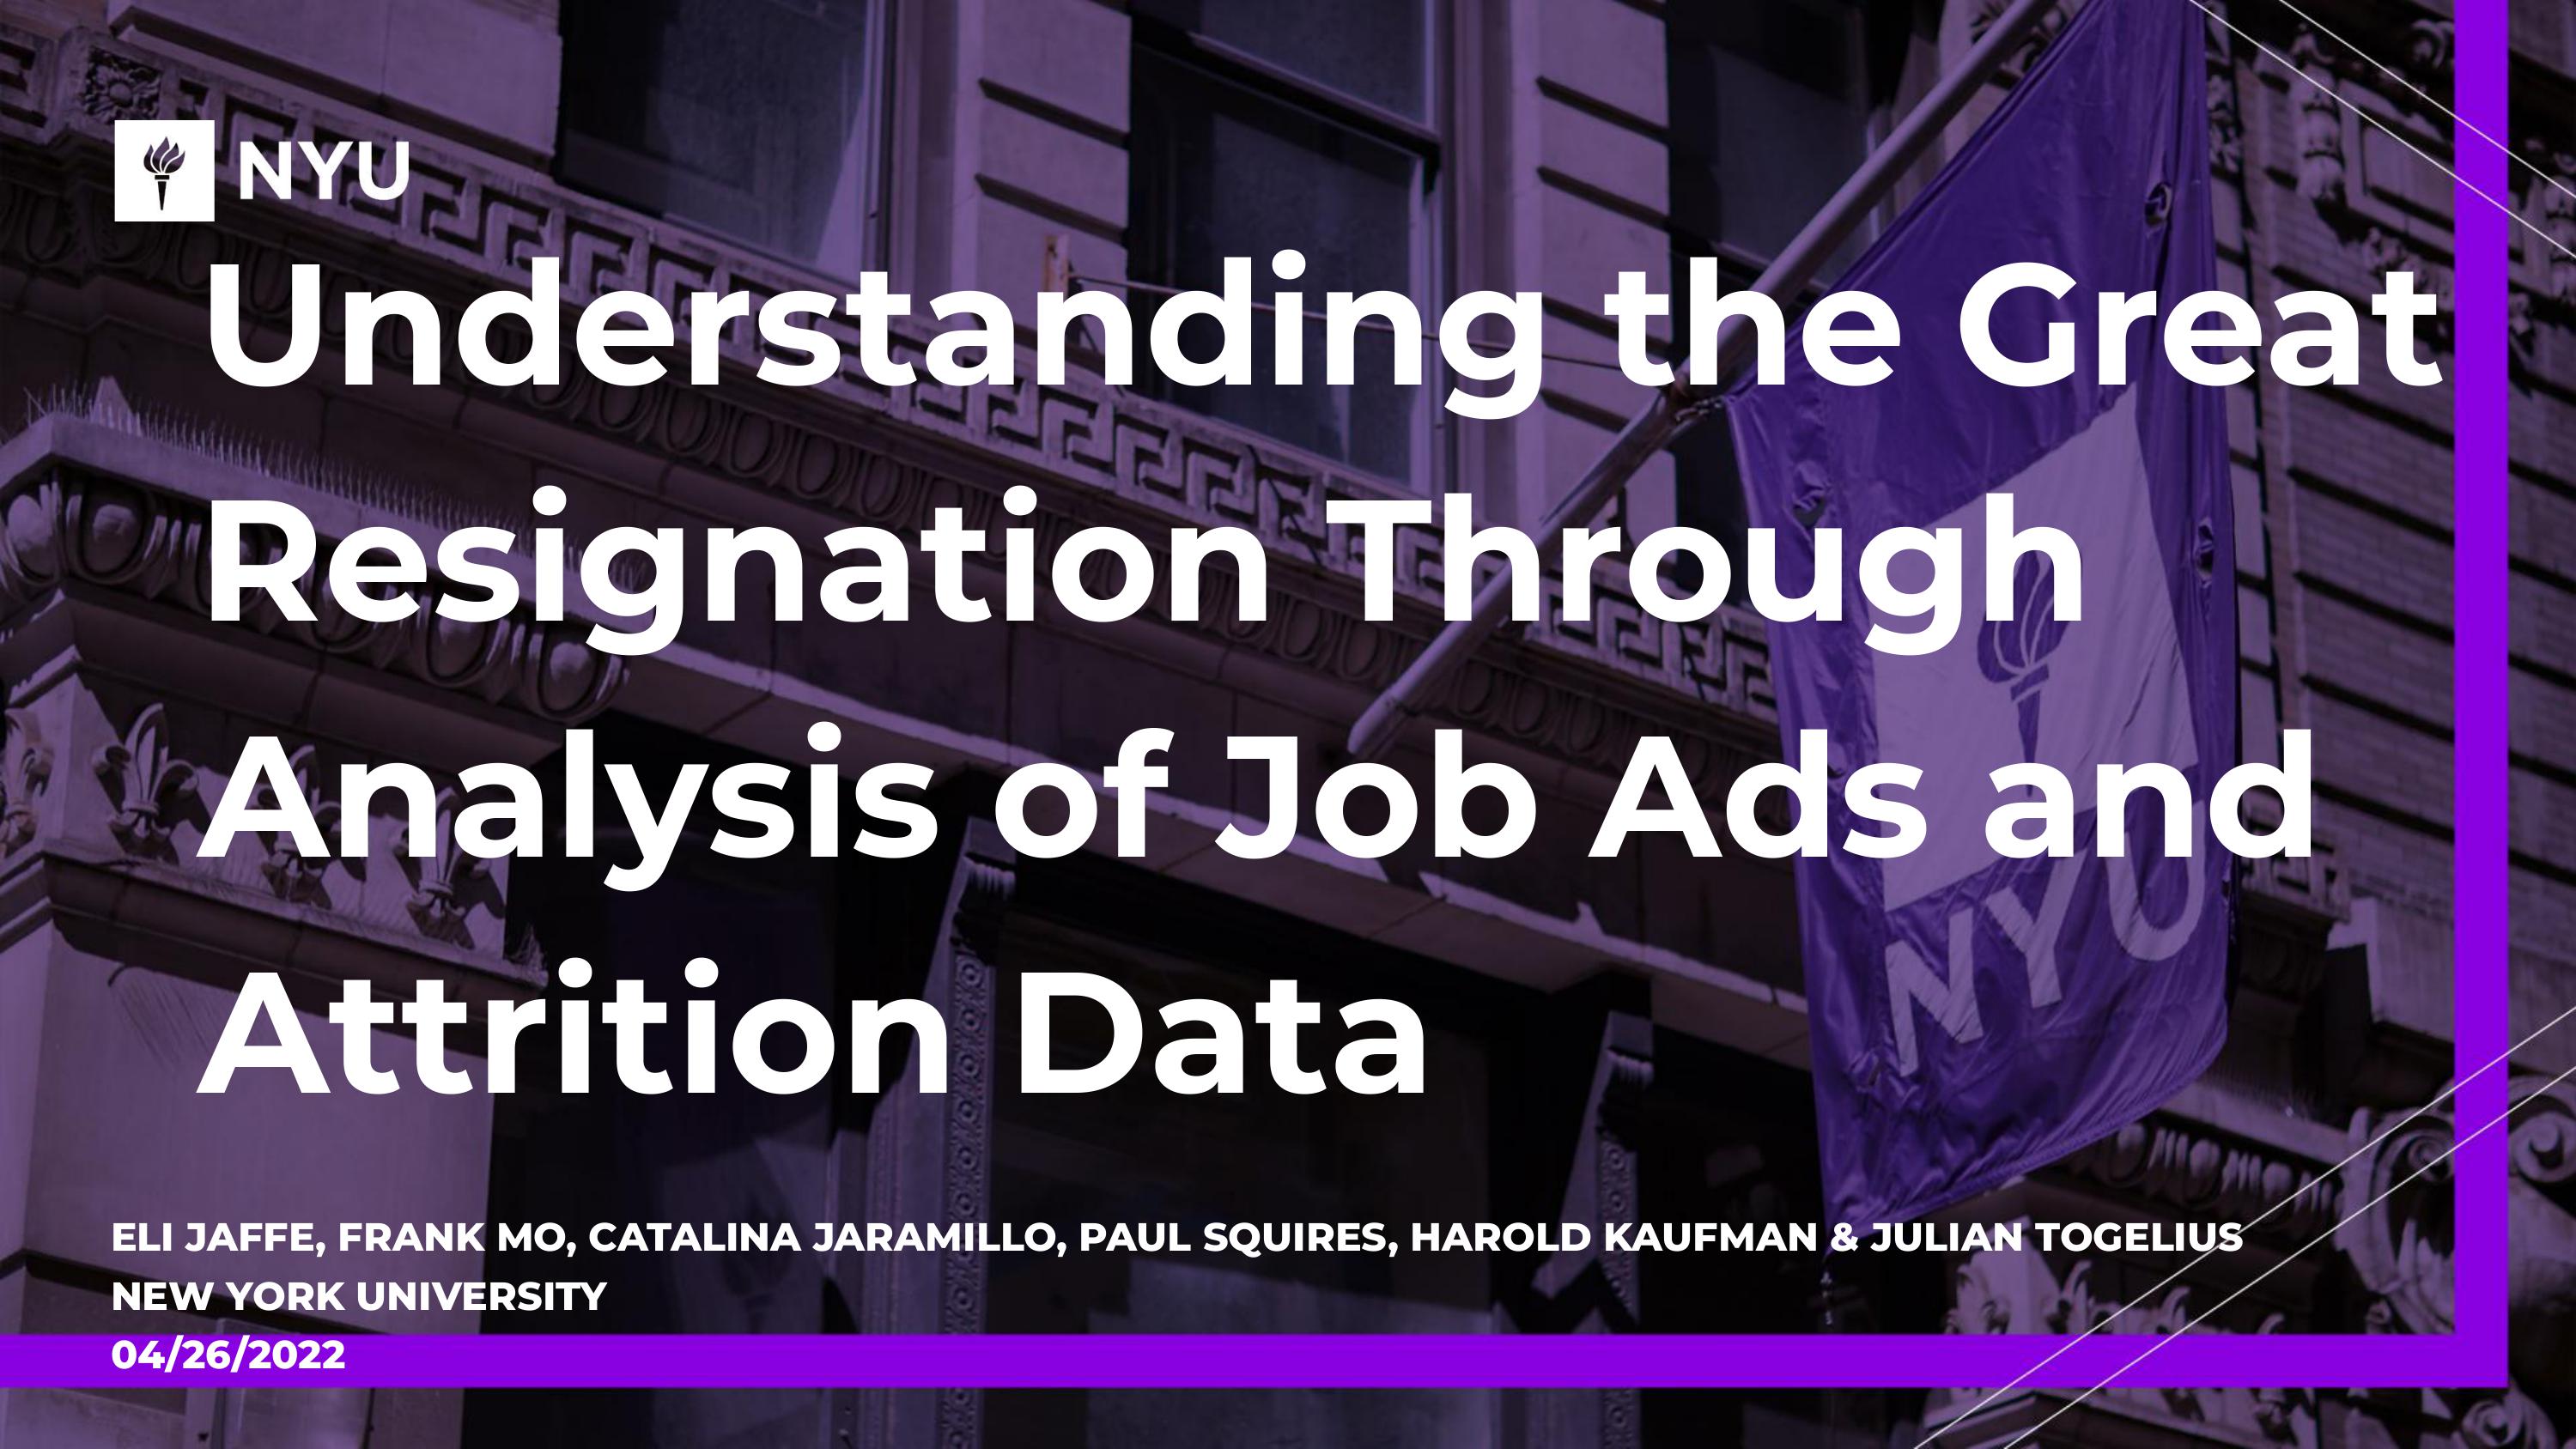 NYU
Understanding the Great
Resignation Through
Analysis of Job Ads and
Attrition Data
NYU
ELI JAFFE, FRANK MO, CATALINA JARAMILLO, PAUL SQUIRES, HAROLD KAUFMAN & JULIAN TOGELIUS
NEW YORK UNIVERSITY
04/26/2022